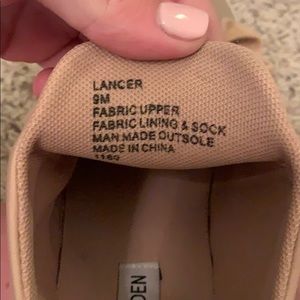 LANCER
9M
FABRIC UPPER
FABRIC LINING & SOCK
MAN MADE OUTSOLE
MADE IN CHINA